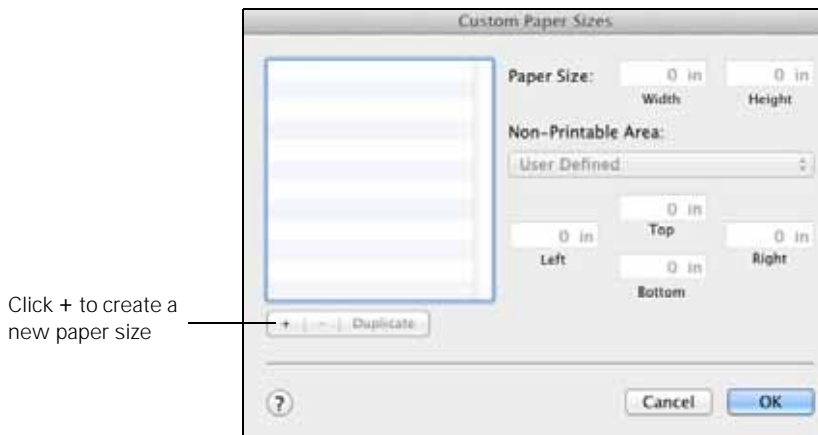 Custom Paper Sizes
Paper Size: 0 in 0 in
Width Height
Non-Printable Area:
User Defined
0 in
Top
0 in 0 in
Left Right
0 in
Bottom
Click + to create a
new paper size
+ - Duplicate
? Cancel OK